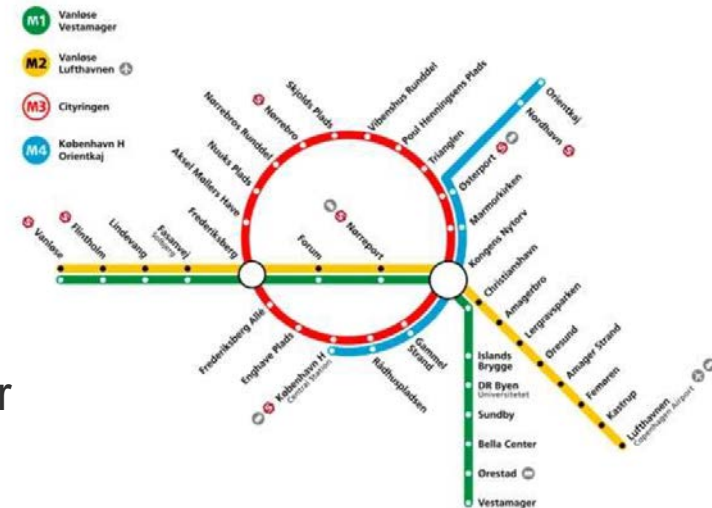 M1 Vanløse
Vestamager
M2 Vanløse
Lufthavnen
M3 Cityringen
M4 København H
Orientkaj
Vanløse
Flintholm
Lindevang
Fasanvej
Solbjerg
Frederiksberg
Aksel Møllers Have
Nuuks Plads
Nørrebros Runddel
Nørrebro
Skjolds Plads
Vibenshus Runddel
Poul Henningsens Plads
Trianglen
Orientkaj
Nordhavn
Østerport
Marmorkirken
Kongens Nytorv
Forum
Nørreport
Christianshavn
Amagerbro
Lergravsparken
Øresund
Amager Strand
Femøren
Kastrup
Lufthavnen
Copenhagen Airport
Frederiksberg Allé
Enghave Plads
København H
Central Station
Rådhuspladsen
Gammel
Strand
Islands
Brygge
DR Byen
Universitetet
Sundby
Bella Center
Ørestad
Vestamager
r